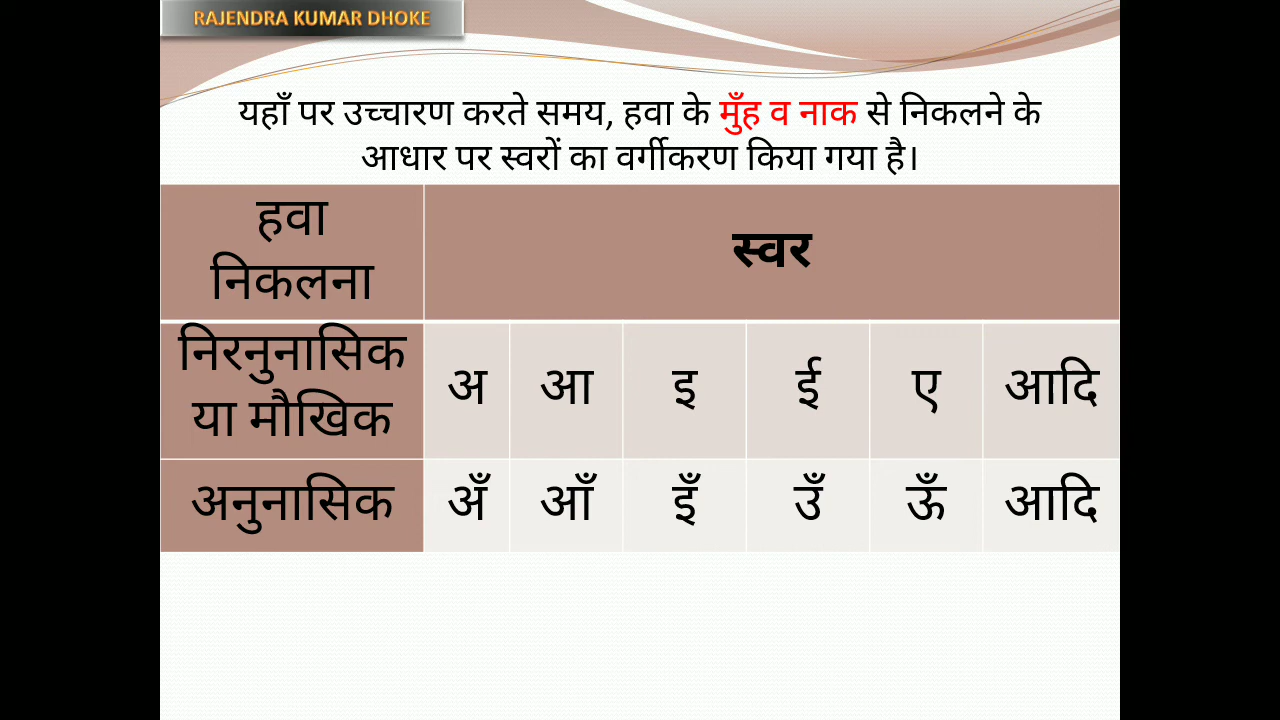 RAJENDRA KUMAR DHOKE
यहाँ पर उच्चारण करते समय, हवा के मुँह व नाक से निकलने के
आधार पर स्वरों का वर्गीकरण किया गया है।
हवा
निकलना
स्वर
निरनुनासिक
या मौखिक
अ आ इ ई ए आदि
अनुनासिक अँ आँ इँ उँ ऊँ आदि